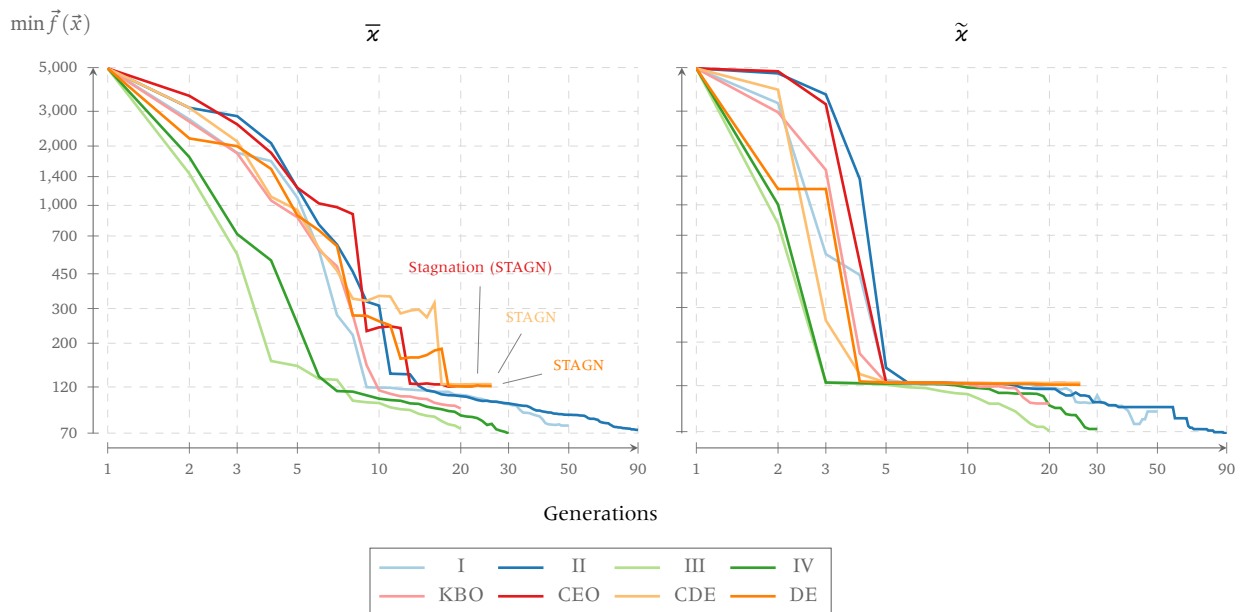 min f⃗(x⃗)
x̄
x̃
5,000
3,000
2,000
1,400
1,000
700
450
300
200
120
70
Stagnation (STAGN)
STAGN
STAGN
1 2 3 5 10 20 30 50 90
1 2 3 5 10 20 30 50 90
Generations
I II III IV
KBO CEO CDE DE